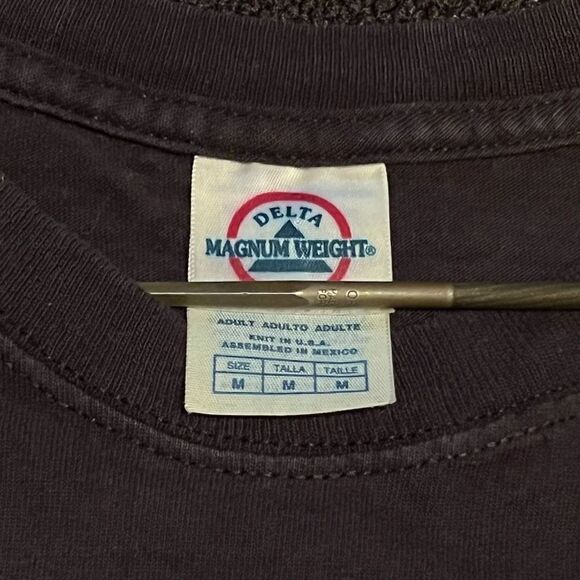 DELTA
MAGNUM WEIGHT®
ADULT ADULTO ADULTE
KNIT IN U.S.A.
ASSEMBLED IN MEXICO
SIZE TALLA TAILLE
M M M